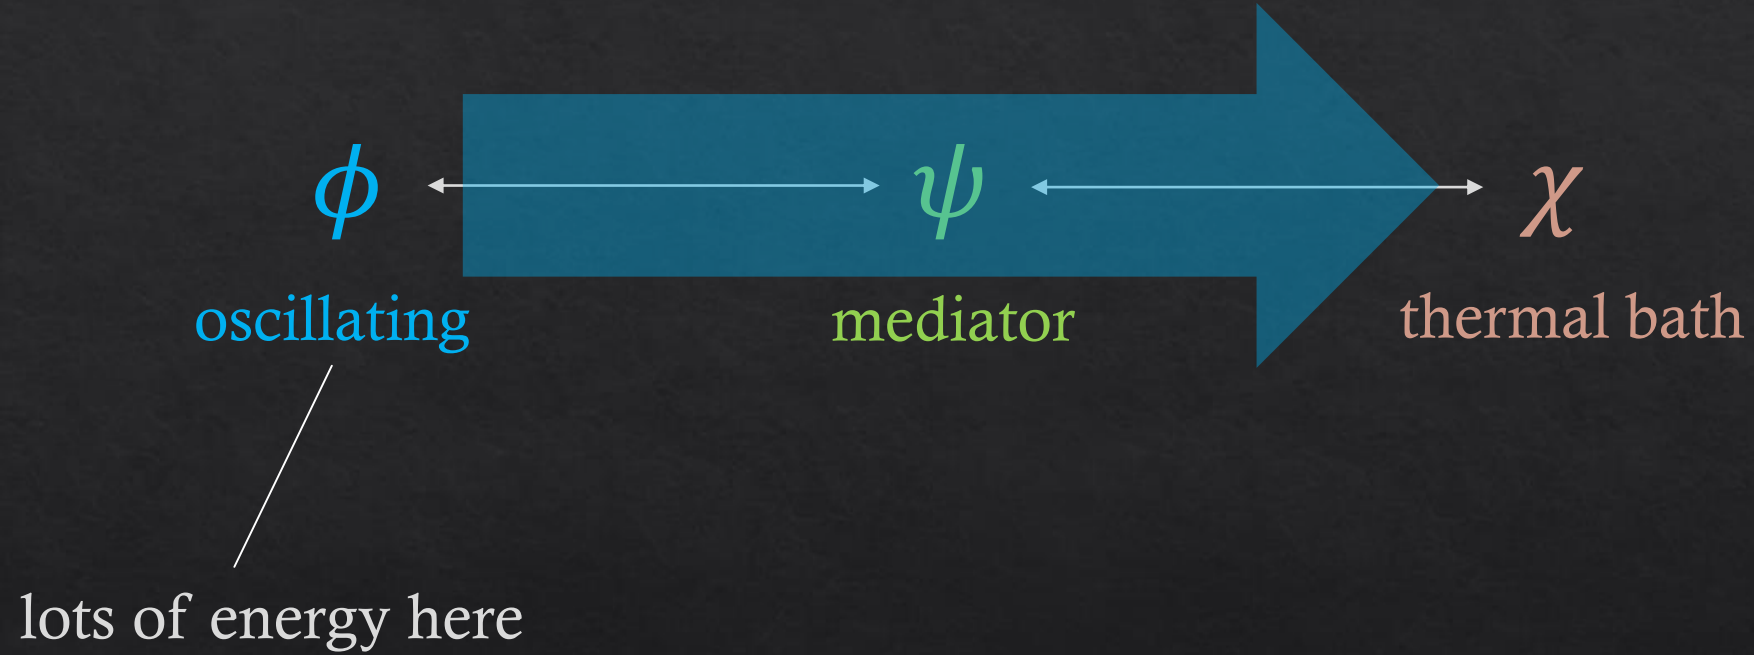 ϕ ψ χ
oscillating mediator thermal bath
lots of energy here